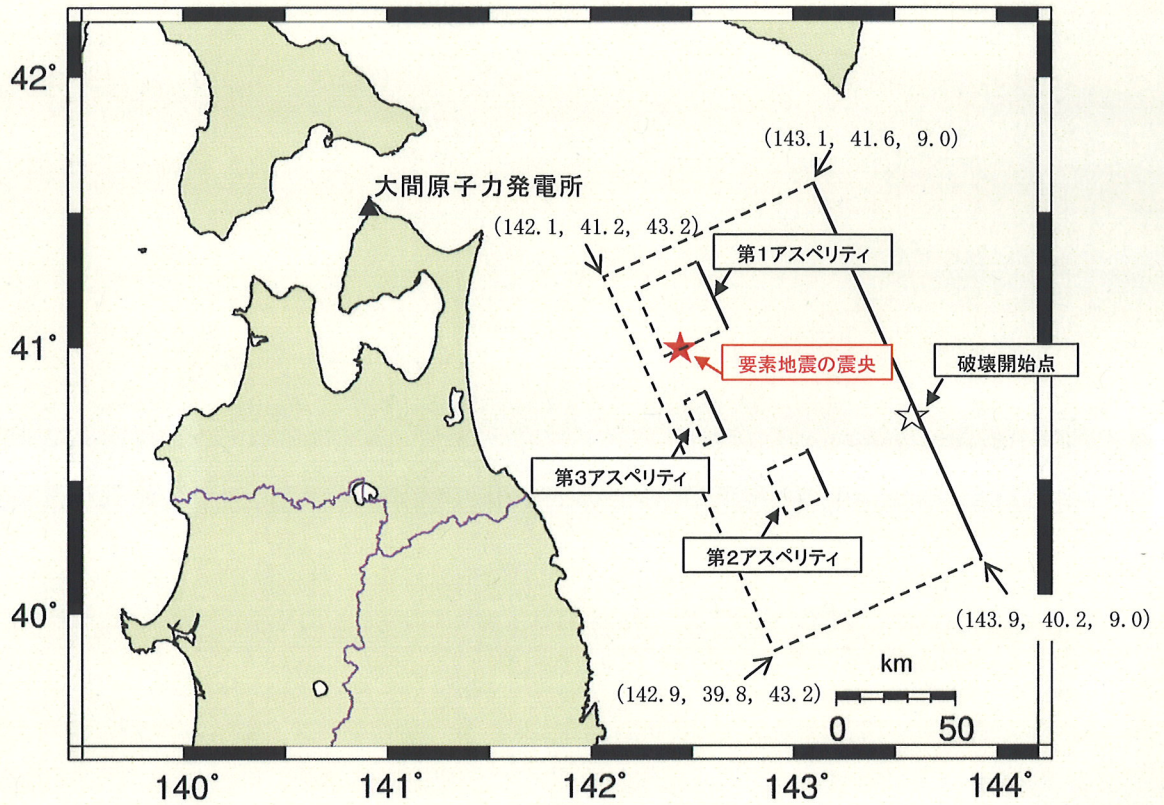 42°
(143.1, 41.6, 9.0)
大間原子力発電所
(142.1, 41.2, 43.2)
第1アスペリティ
41°
要素地震の震央
破壊開始点
第3アスペリティ
第2アスペリティ
40°
(143.9, 40.2, 9.0)
km
(142.9, 39.8, 43.2)
0 50
140° 141° 142° 143° 144°